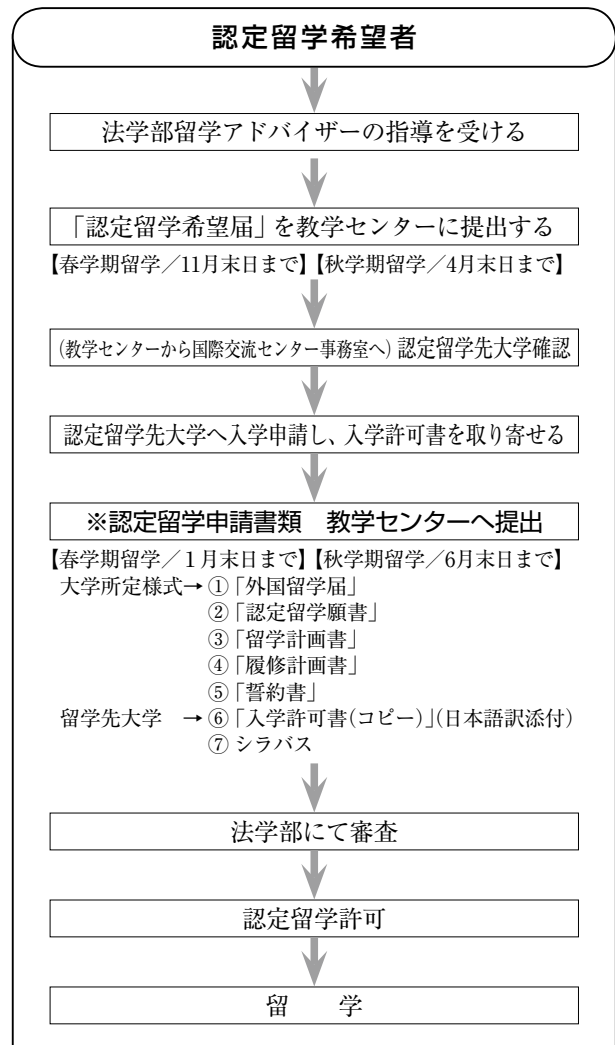 認定留学希望者
法学部留学アドバイザーの指導を受ける
「認定留学希望届」を教学センターに提出する
【春学期留学／11月末日まで】【秋学期留学／4月末日まで】
(教学センターから国際交流センター事務室へ)認定留学先大学確認
認定留学先大学へ入学申請し、入学許可書を取り寄せる
※認定留学申請書類　教学センターへ提出
【春学期留学／１月末日まで】【秋学期留学／6月末日まで】
大学所定様式→①「外国留学届」
②「認定留学願書」
③「留学計画書」
④「履修計画書」
⑤「誓約書」
留学先大学　→⑥「入学許可書(コピー)」(日本語訳添付)
⑦シラバス
法学部にて審査
認定留学許可
留　　学